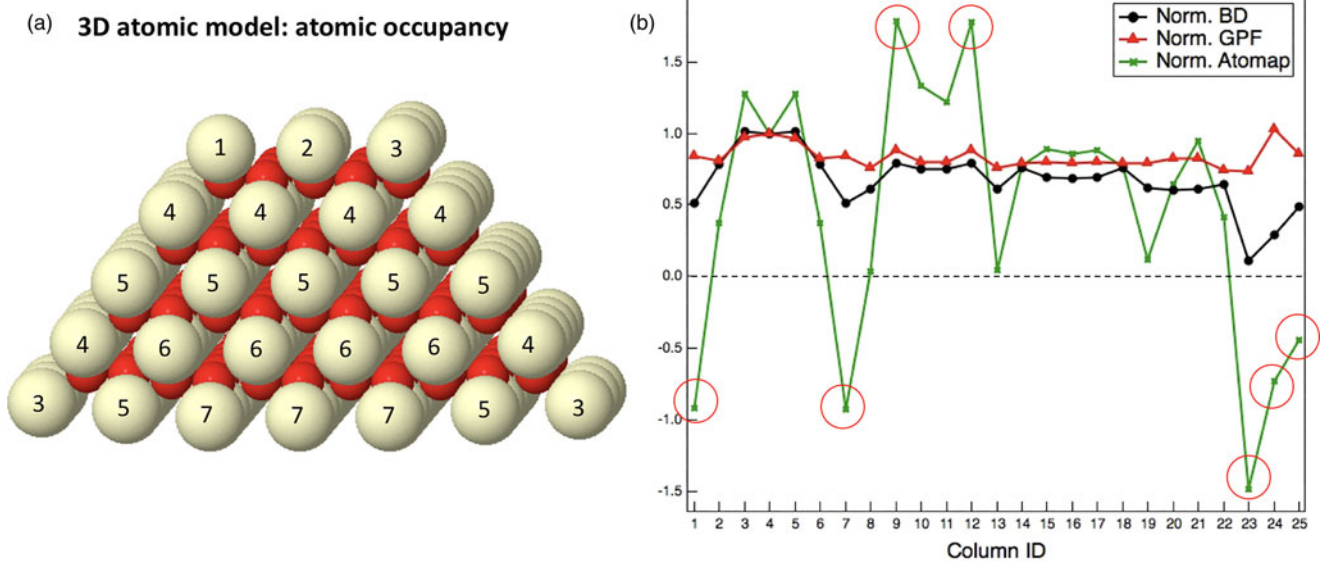 (a) 3D atomic model: atomic occupancy
1 2 3
4 4 4 4
5 5 5 5 5
4 6 6 6 6 4
3 5 7 7 7 5 3
(b)
Norm. BD
Norm. GPF
Norm. Atomap
1.5
1.0
0.5
0.0
-0.5
-1.0
-1.5
1 2 3 4 5 6 7 8 9 10 11 12 13 14 15 16 17 18 19 20 21 22 23 24 25
Column ID